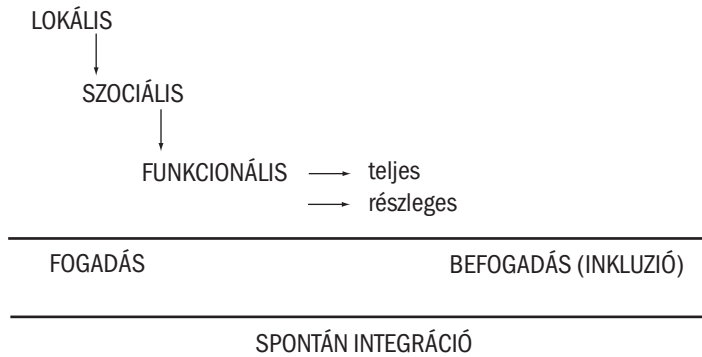 LOKÁLIS
SZOCIÁLIS
FUNKCIONÁLIS teljes
részleges
FOGADÁS BEFOGADÁS (INKLUZIÓ)
SPONTÁN INTEGRÁCIÓ